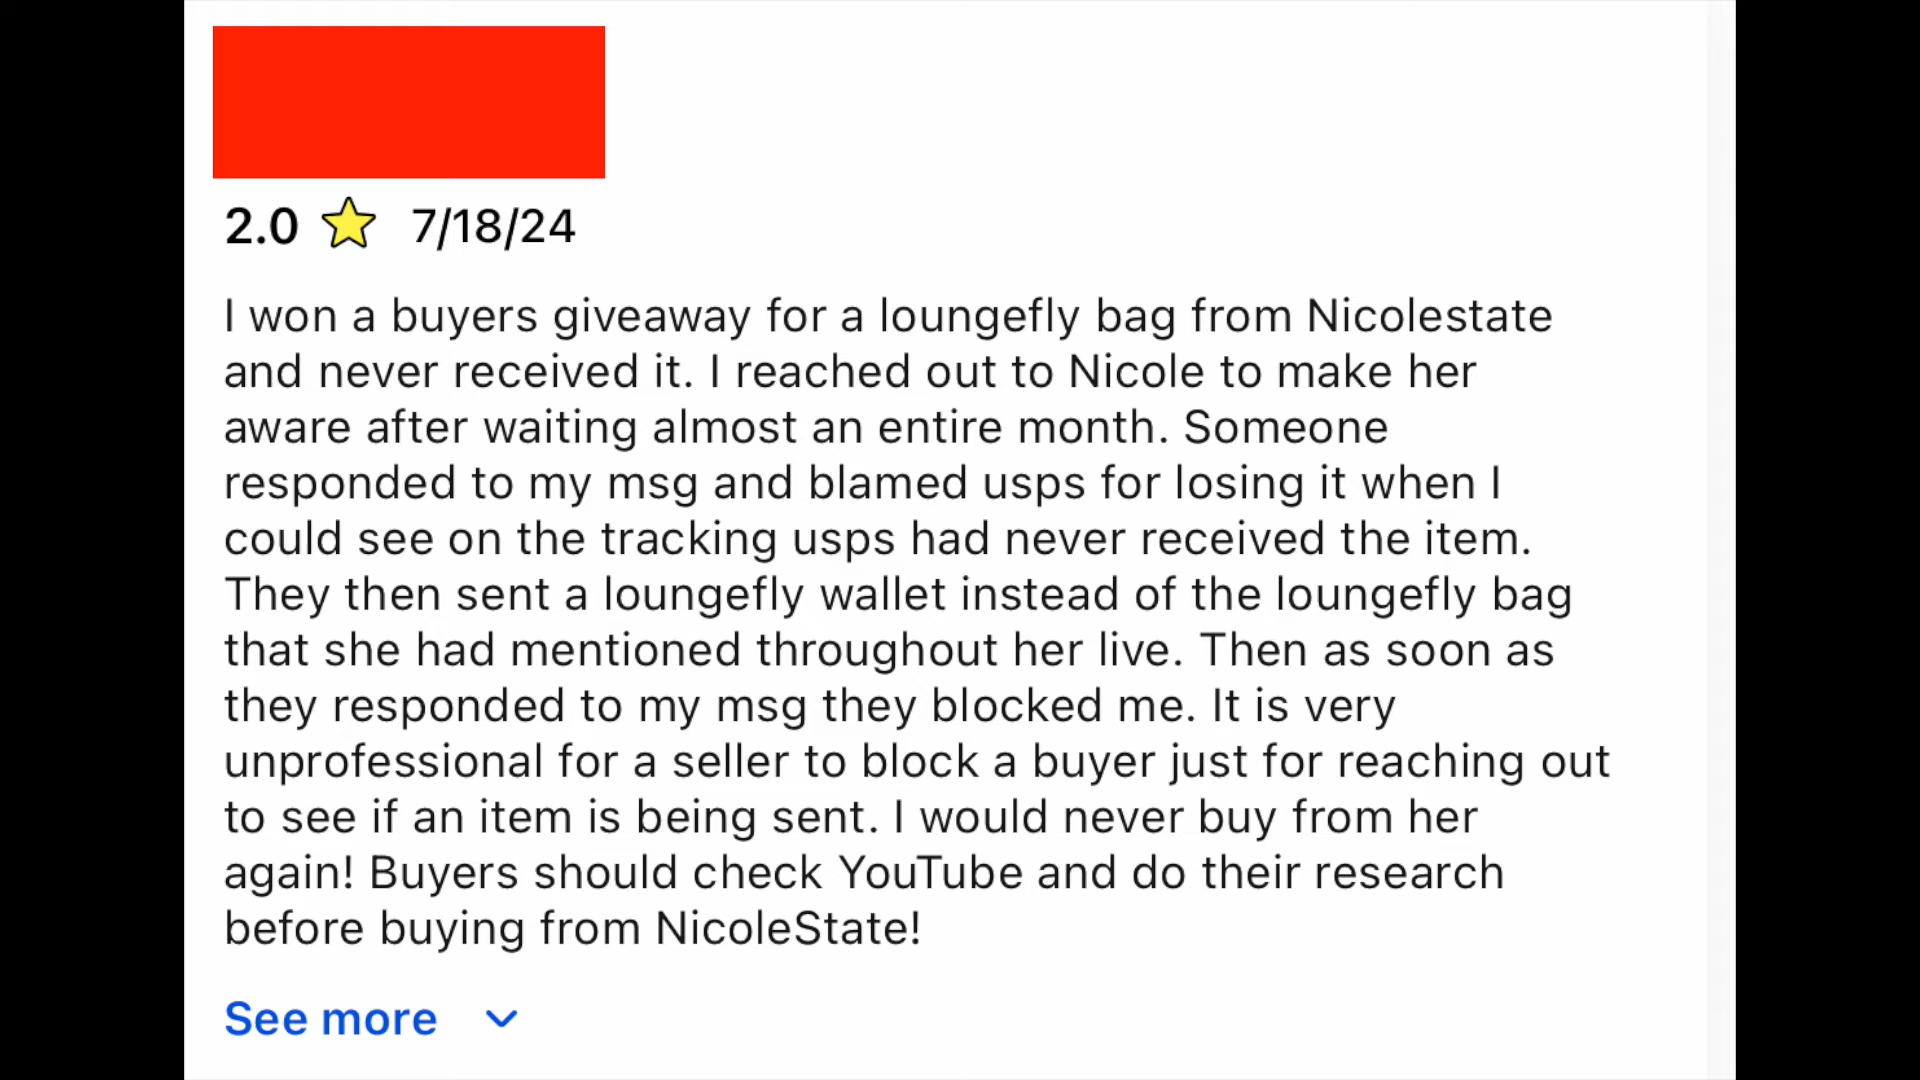 2.0 7/18/24
I won a buyers giveaway for a loungefly bag from Nicolestate
and never received it. I reached out to Nicole to make her
aware after waiting almost an entire month. Someone
responded to my msg and blamed usps for losing it when I
could see on the tracking usps had never received the item.
They then sent a loungefly wallet instead of the loungefly bag
that she had mentioned throughout her live. Then as soon as
they responded to my msg they blocked me. It is very
unprofessional for a seller to block a buyer just for reaching out
to see if an item is being sent. I would never buy from her
again! Buyers should check YouTube and do their research
before buying from NicoleState!
See more